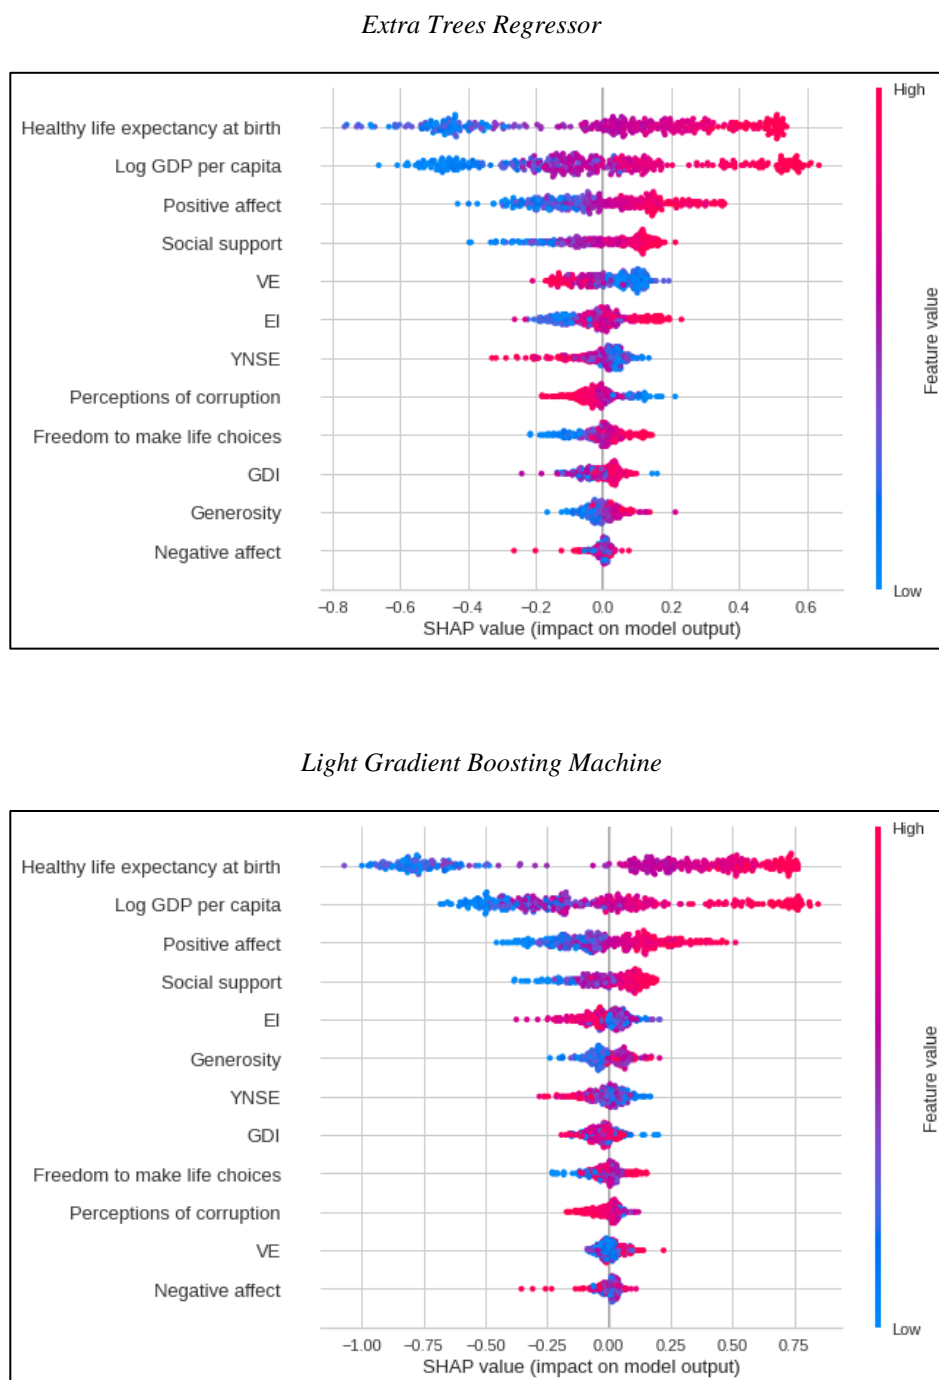 Extra Trees Regressor
High
Healthy life expectancy at birth
Log GDP per capita
Positive affect
Social support
VE
EI
YNSE
Perceptions of corruption
Freedom to make life choices
GDI
Generosity
Negative affect
Feature value
Low
−0.8 −0.6 −0.4 −0.2 0.0 0.2 0.4 0.6
SHAP value (impact on model output)
Light Gradient Boosting Machine
High
Healthy life expectancy at birth
Log GDP per capita
Positive affect
Social support
EI
Generosity
YNSE
GDI
Freedom to make life choices
Perceptions of corruption
VE
Negative affect
Feature value
Low
−1.00 −0.75 −0.50 −0.25 0.00 0.25 0.50 0.75
SHAP value (impact on model output)